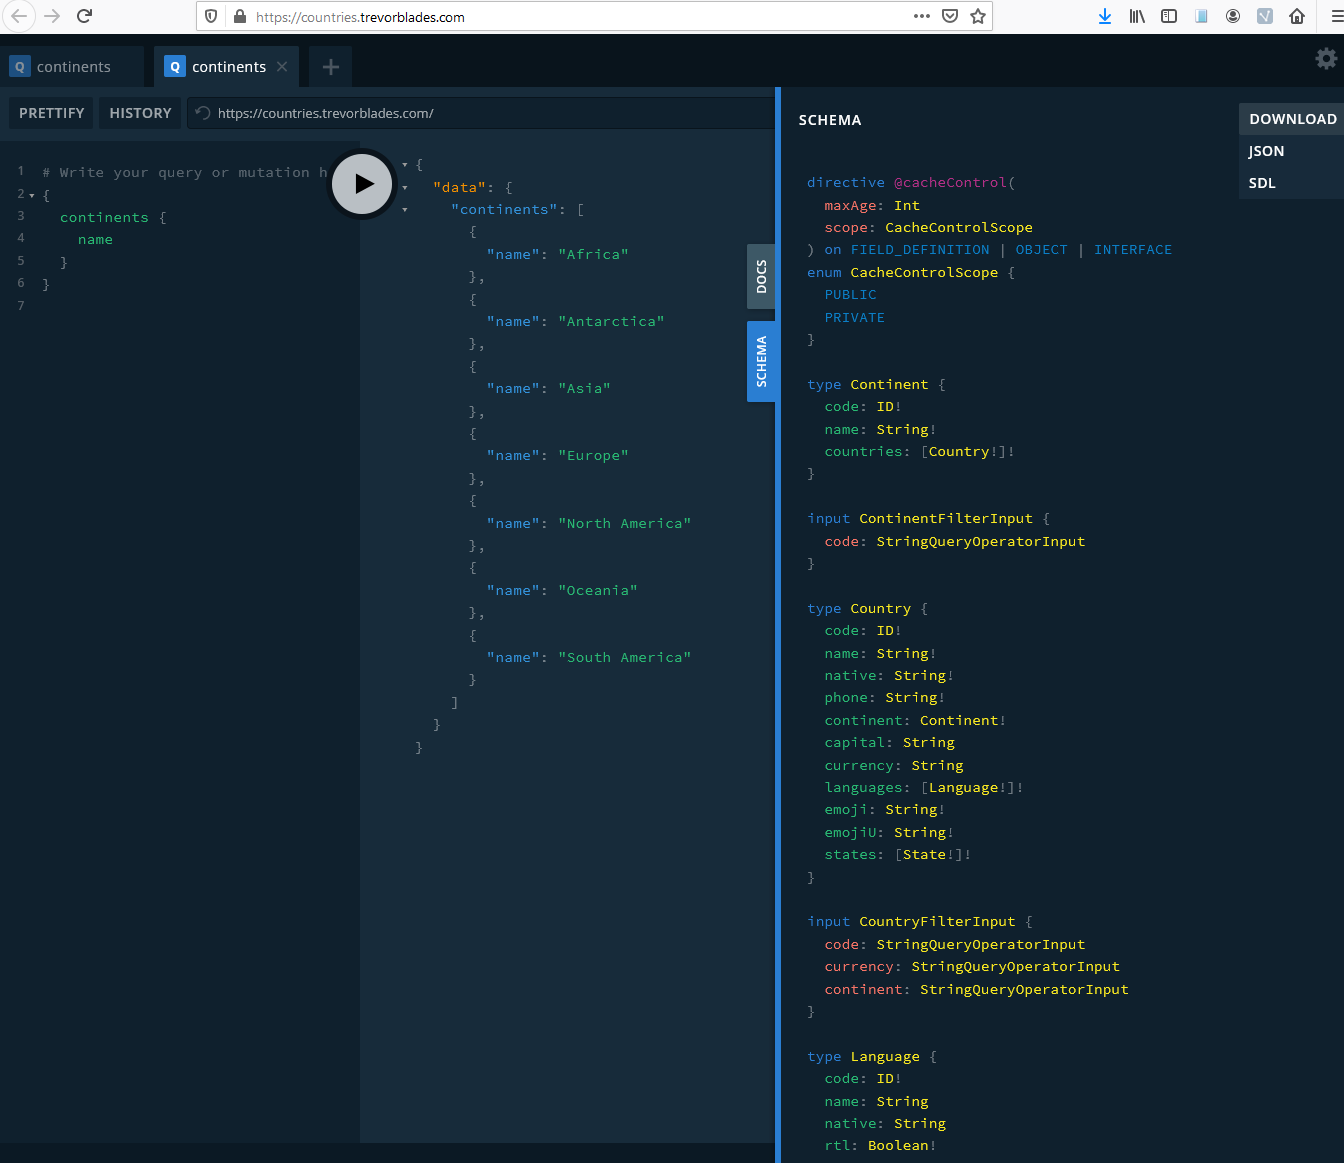 https://countries.trevorblades.com
Q continents
Q continents
PRETTIFY
HISTORY
https://countries.trevorblades.com/
1 # Write your query or mutation h
2 {
3 continents {
4 name
5 }
6 }
7
{
"data": {
"continents": [
{
"name": "Africa"
},
{
"name": "Antarctica"
},
{
"name": "Asia"
},
{
"name": "Europe"
},
{
"name": "North America"
},
{
"name": "Oceania"
},
{
"name": "South America"
}
]
}
}
DOCS
SCHEMA
SCHEMA
DOWNLOAD
JSON
SDL
directive @cacheControl(
maxAge: Int
scope: CacheControlScope
) on FIELD_DEFINITION | OBJECT | INTERFACE
enum CacheControlScope {
PUBLIC
PRIVATE
}
type Continent {
code: ID!
name: String!
countries: [Country!]!
}
input ContinentFilterInput {
code: StringQueryOperatorInput
}
type Country {
code: ID!
name: String!
native: String!
phone: String!
continent: Continent!
capital: String
currency: String
languages: [Language!]!
emoji: String!
emojiU: String!
states: [State!]!
}
input CountryFilterInput {
code: StringQueryOperatorInput
currency: StringQueryOperatorInput
continent: StringQueryOperatorInput
}
type Language {
code: ID!
name: String
native: String
rtl: Boolean!